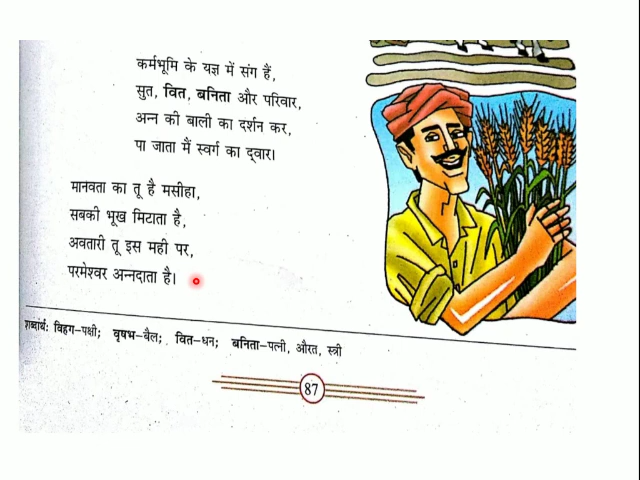 कर्मभूमि के यज्ञ में संग हैं,
सुत, वित, बनिता और परिवार,
अन्न की बाली का दर्शन कर,
पा जाता मैं स्वर्ग का द्वार।
मानवता का तू है मसीहा,
सबकी भूख मिटाता है,
अवतारी तू इस मही पर,
परमेश्वर अन्नदाता है।
शब्दार्थ: विहग–पक्षी; वृषभ–बैल; वित–धन; बनिता–पत्नी, औरत, स्त्री
87